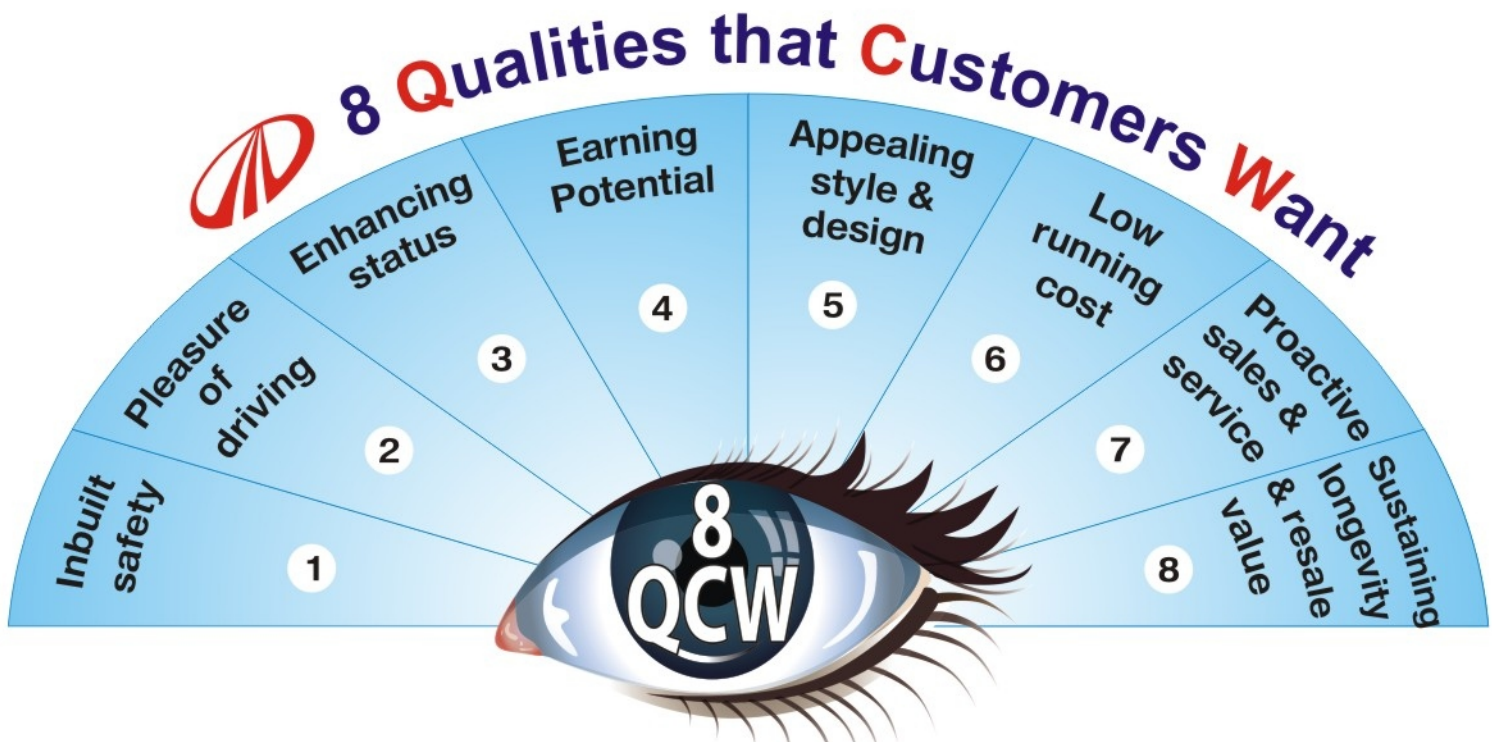 8 Qualities that Customers Want
Inbuilt
safety
1
Pleasure
of
driving
2
Enhancing
status
3
Earning
Potential
4
Appealing
style &
design
5
Low
running
cost
6
Proactive
sales &
service
7
Sustaining
longevity
& resale
value
8
8
QCW